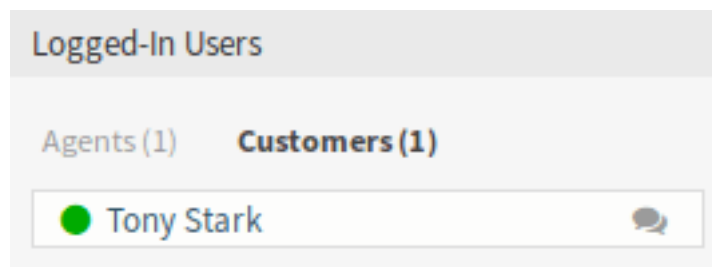 Logged-In Users
Agents (1) Customers (1)
Tony Stark